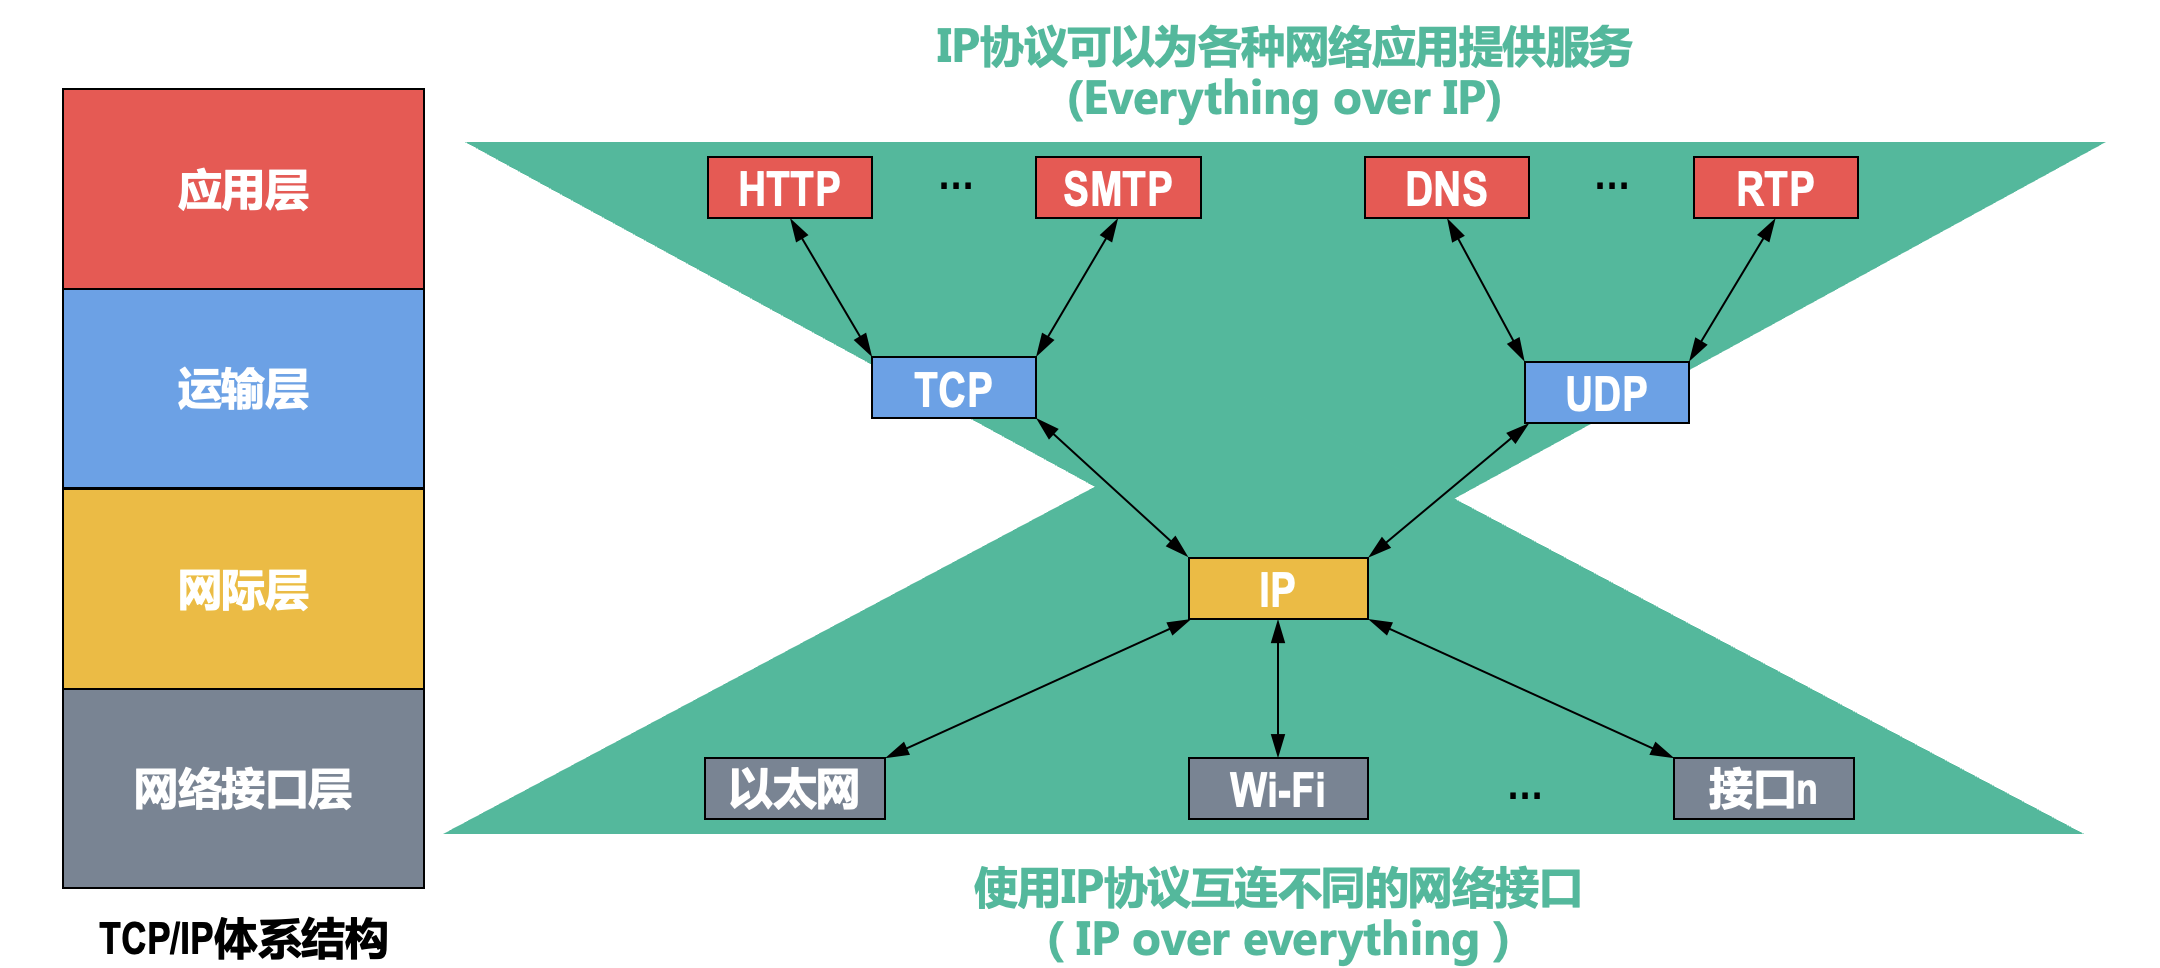 IP协议可以为各种网络应用提供服务
(Everything over IP)
应用层
HTTP ... SMTP DNS ... RTP
运输层
TCP UDP
网际层
IP
网络接口层
以太网 Wi-Fi ... 接口n
TCP/IP体系结构
使用IP协议互连不同的网络接口
( IP over everything )